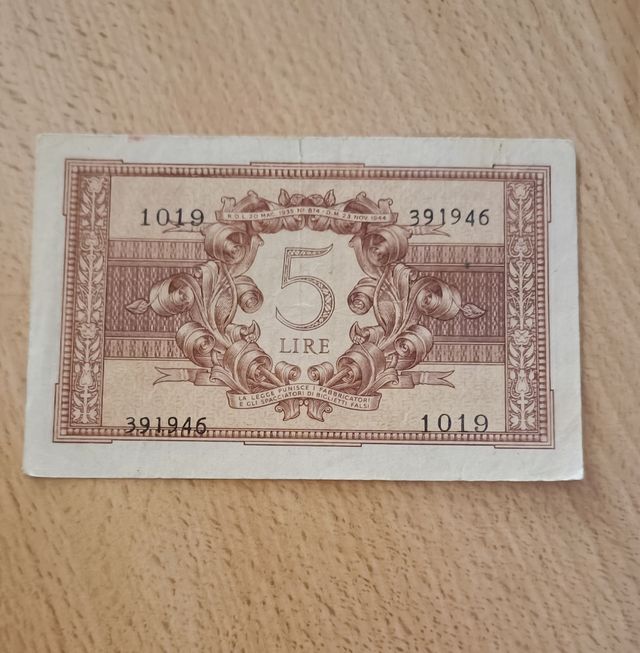 R.D.L. 20 MAG. 1935 Nº 874 - D.M. 23 NOV. 1944
1019 391946
5
LIRE
LA LEGGE PUNISCE I FABBRICATORI
E GLI SPACCIATORI DI BIGLIETTI FALSI
391946 1019